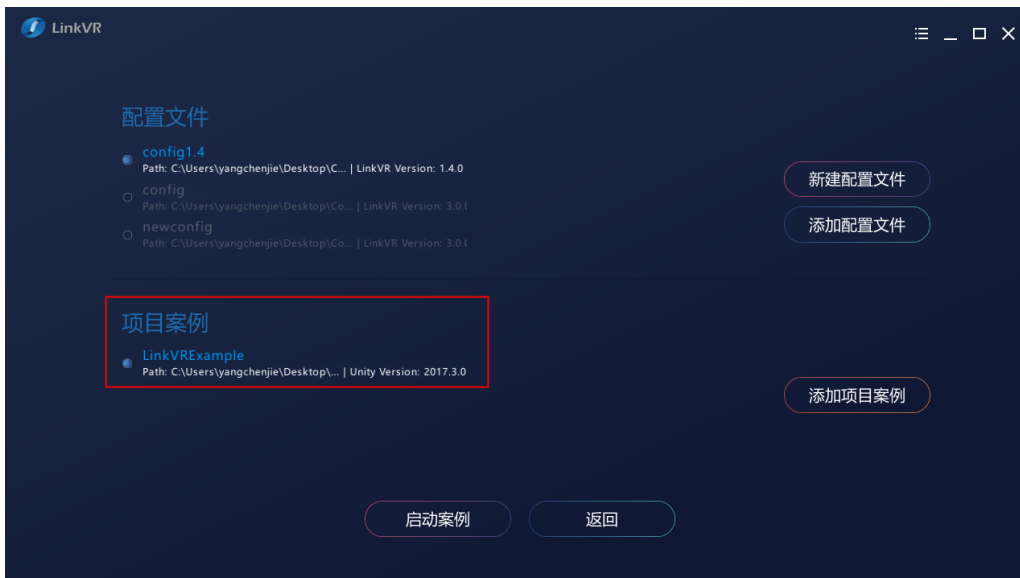 LinkVR
配置文件
config1.4
Path: C:\Users\yangchenjie\Desktop\C... | LinkVR Version: 1.4.0
config
Path: C:\Users\yangchenjie\Desktop\Co... | LinkVR Version: 3.0.(
newconfig
Path: C:\Users\yangchenjie\Desktop\Co... | LinkVR Version: 3.0.(
新建配置文件
添加配置文件
项目案例
LinkVRExample
Path: C:\Users\yangchenjie\Desktop\... | Unity Version: 2017.3.0
添加项目案例
启动案例
返回